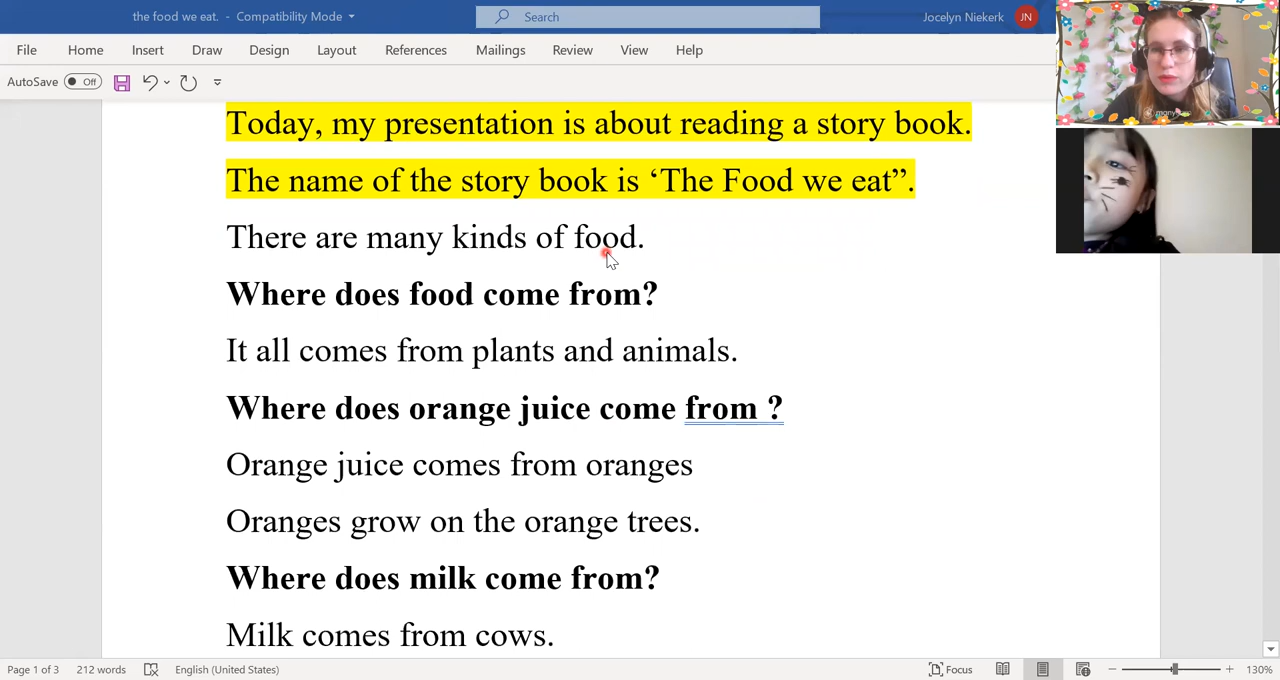 the food we eat. - Compatibility Mode
Search
Jocelyn Niekerk JN
File Home Insert Draw Design Layout References Mailings Review View Help
AutoSave Off
Today, my presentation is about reading a story book.
The name of the story book is ‘The Food we eat”.
There are many kinds of food.
Where does food come from?
It all comes from plants and animals.
Where does orange juice come from ?
Orange juice comes from oranges
Oranges grow on the orange trees.
Where does milk come from?
Milk comes from cows.
Page 1 of 3 212 words English (United States) Focus 130%